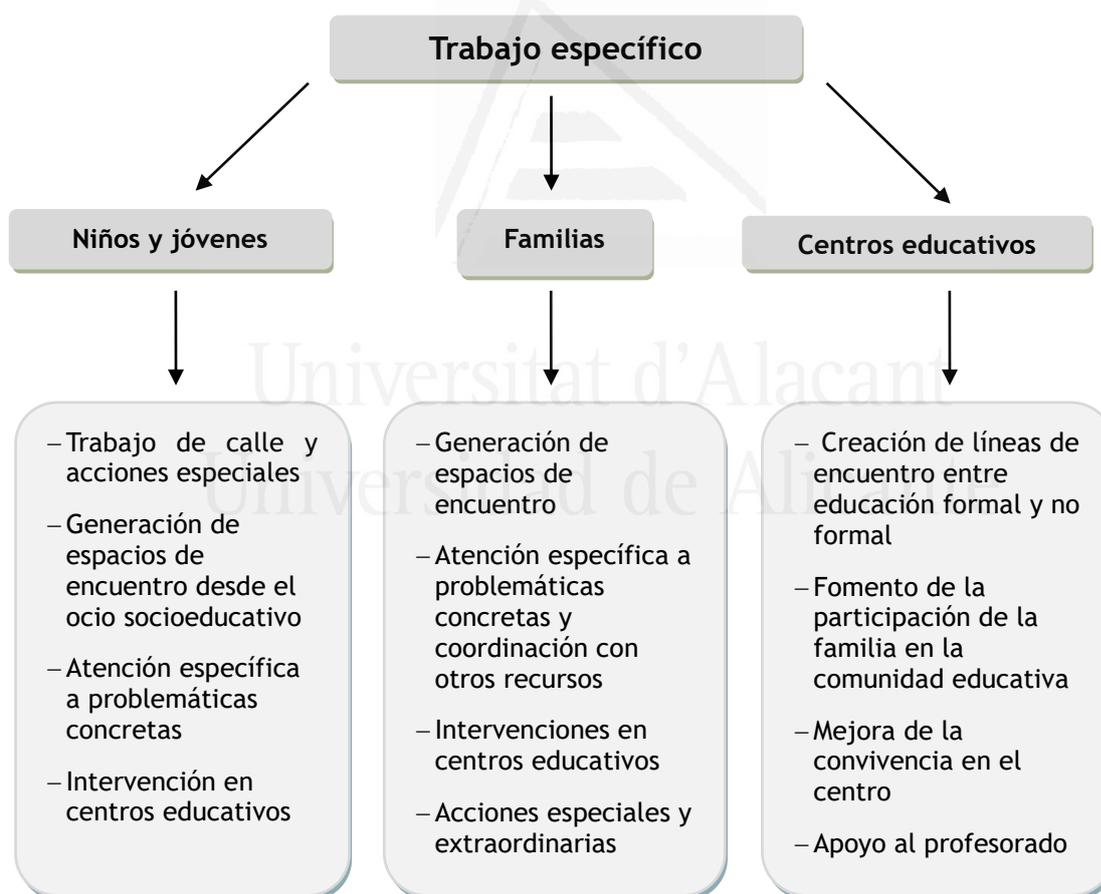 Trabajo específico
Niños y jóvenes
Familias
Centros educativos
– Trabajo de calle y
acciones especiales
– Generación de
espacios de
encuentro desde el
ocio socioeducativo
– Atención específica
a problemáticas
concretas
– Intervención en
centros educativos
– Generación de
espacios de
encuentro
– Atención específica a
problemáticas
concretas y
coordinación con
otros recursos
– Intervenciones en
centros educativos
– Acciones especiales y
extraordinarias
– Creación de líneas de
encuentro entre
educación formal y no
formal
– Fomento de la
participación de la
familia en la
comunidad educativa
– Mejora de la
convivencia en el
centro
– Apoyo al profesorado
Universitat d'Alacant
Universidad de Alicante